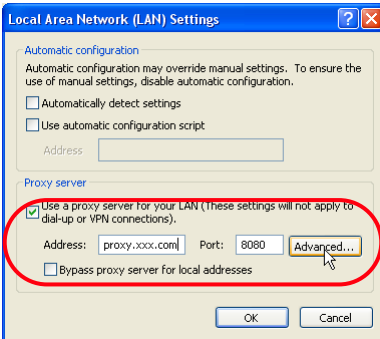 Local Area Network (LAN) Settings
Automatic configuration
Automatic configuration may override manual settings. To ensure the
use of manual settings, disable automatic configuration.
Automatically detect settings
Use automatic configuration script
Address
Proxy server
Use a proxy server for your LAN (These settings will not apply to
dial-up or VPN connections).
Address: proxy.xxx.com Port: 8080 Advanced...
Bypass proxy server for local addresses
OK Cancel